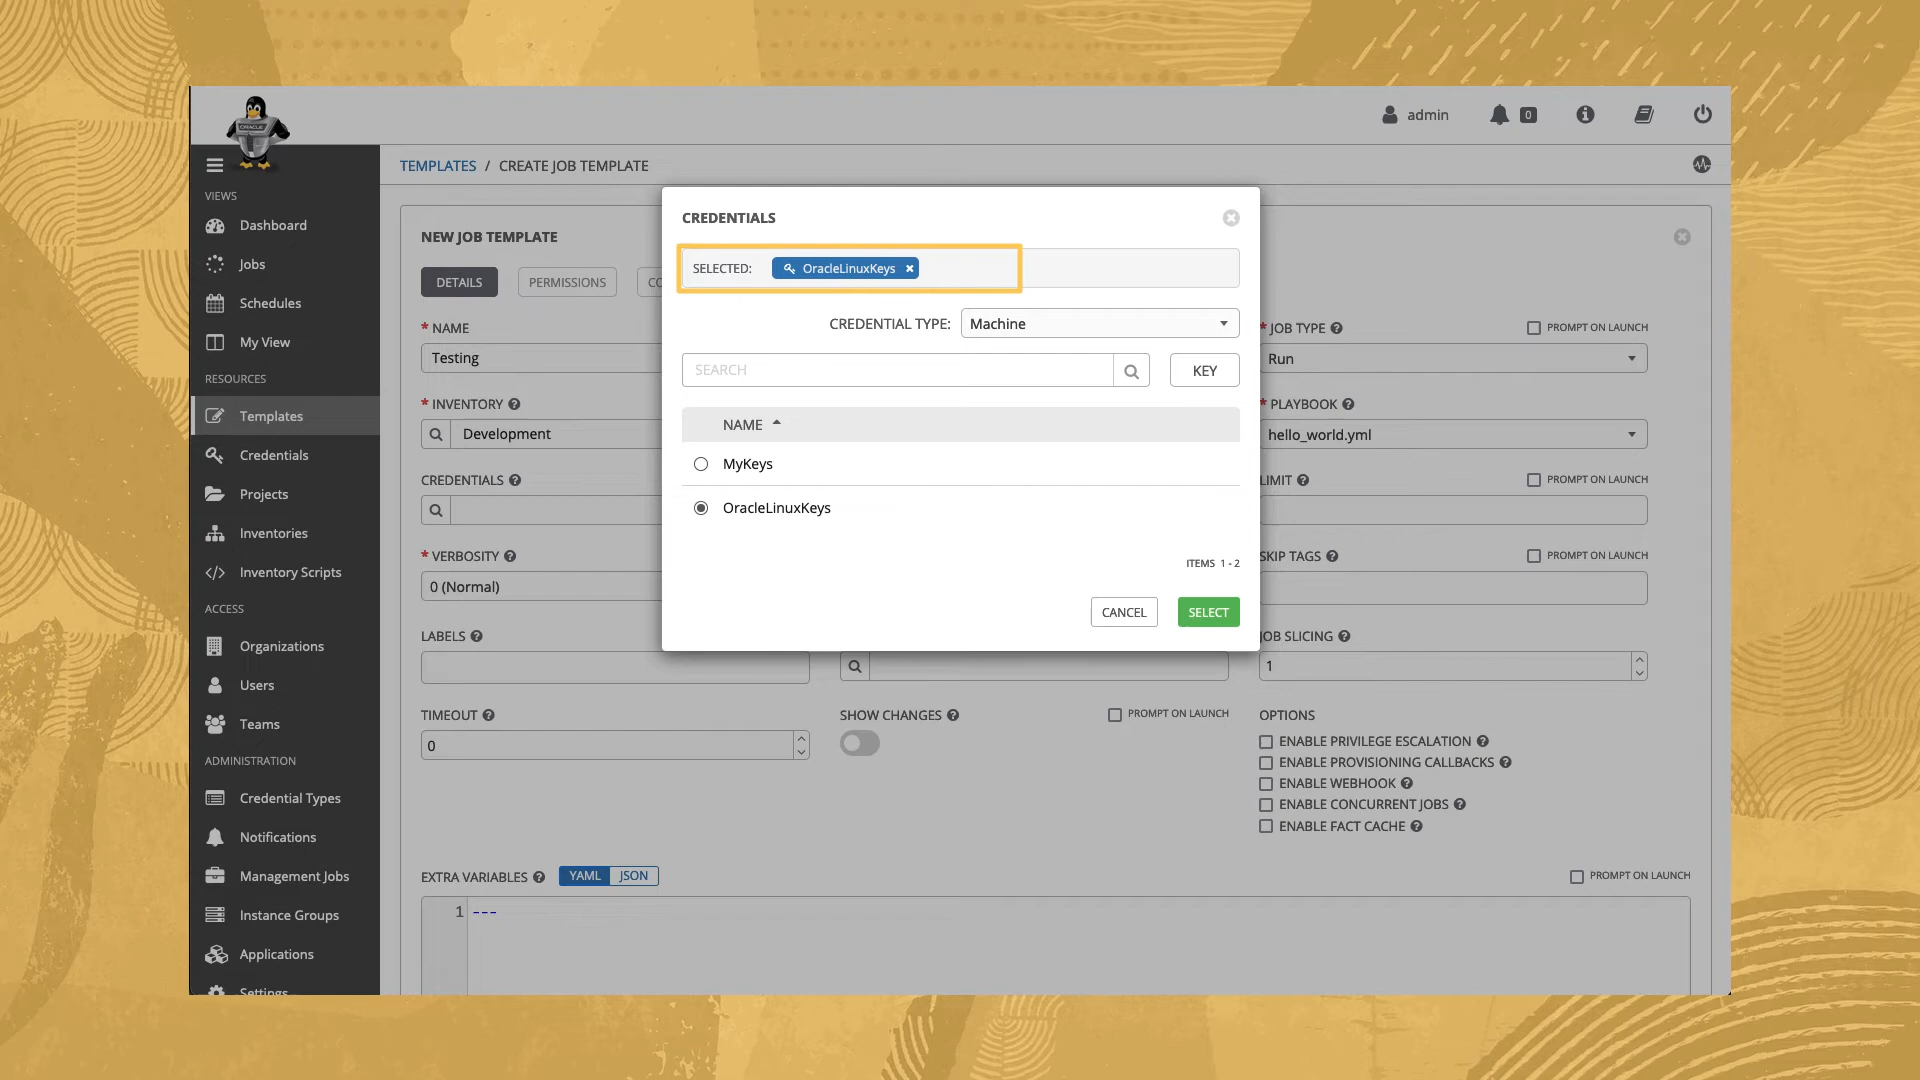 ORACLE
admin
0
VIEWS
Dashboard
Jobs
Schedules
My View
RESOURCES
Templates
Credentials
Projects
Inventories
Inventory Scripts
ACCESS
Organizations
Users
Teams
ADMINISTRATION
Credential Types
Notifications
Management Jobs
Instance Groups
Applications
Settings
TEMPLATES / CREATE JOB TEMPLATE
NEW JOB TEMPLATE
DETAILS PERMISSIONS CO
* NAME
Testing
* JOB TYPE PROMPT ON LAUNCH
Run
* INVENTORY
Development
* PLAYBOOK
hello_world.yml
CREDENTIALS
LIMIT PROMPT ON LAUNCH
* VERBOSITY
0 (Normal)
SKIP TAGS PROMPT ON LAUNCH
LABELS
JOB SLICING
1
TIMEOUT
0
SHOW CHANGES PROMPT ON LAUNCH
OPTIONS
ENABLE PRIVILEGE ESCALATION
ENABLE PROVISIONING CALLBACKS
ENABLE WEBHOOK
ENABLE CONCURRENT JOBS
ENABLE FACT CACHE
EXTRA VARIABLES YAML JSON PROMPT ON LAUNCH
1 ---
CREDENTIALS
SELECTED: OracleLinuxKeys
CREDENTIAL TYPE: Machine
SEARCH KEY
NAME
MyKeys
OracleLinuxKeys
ITEMS 1 - 2
CANCEL SELECT